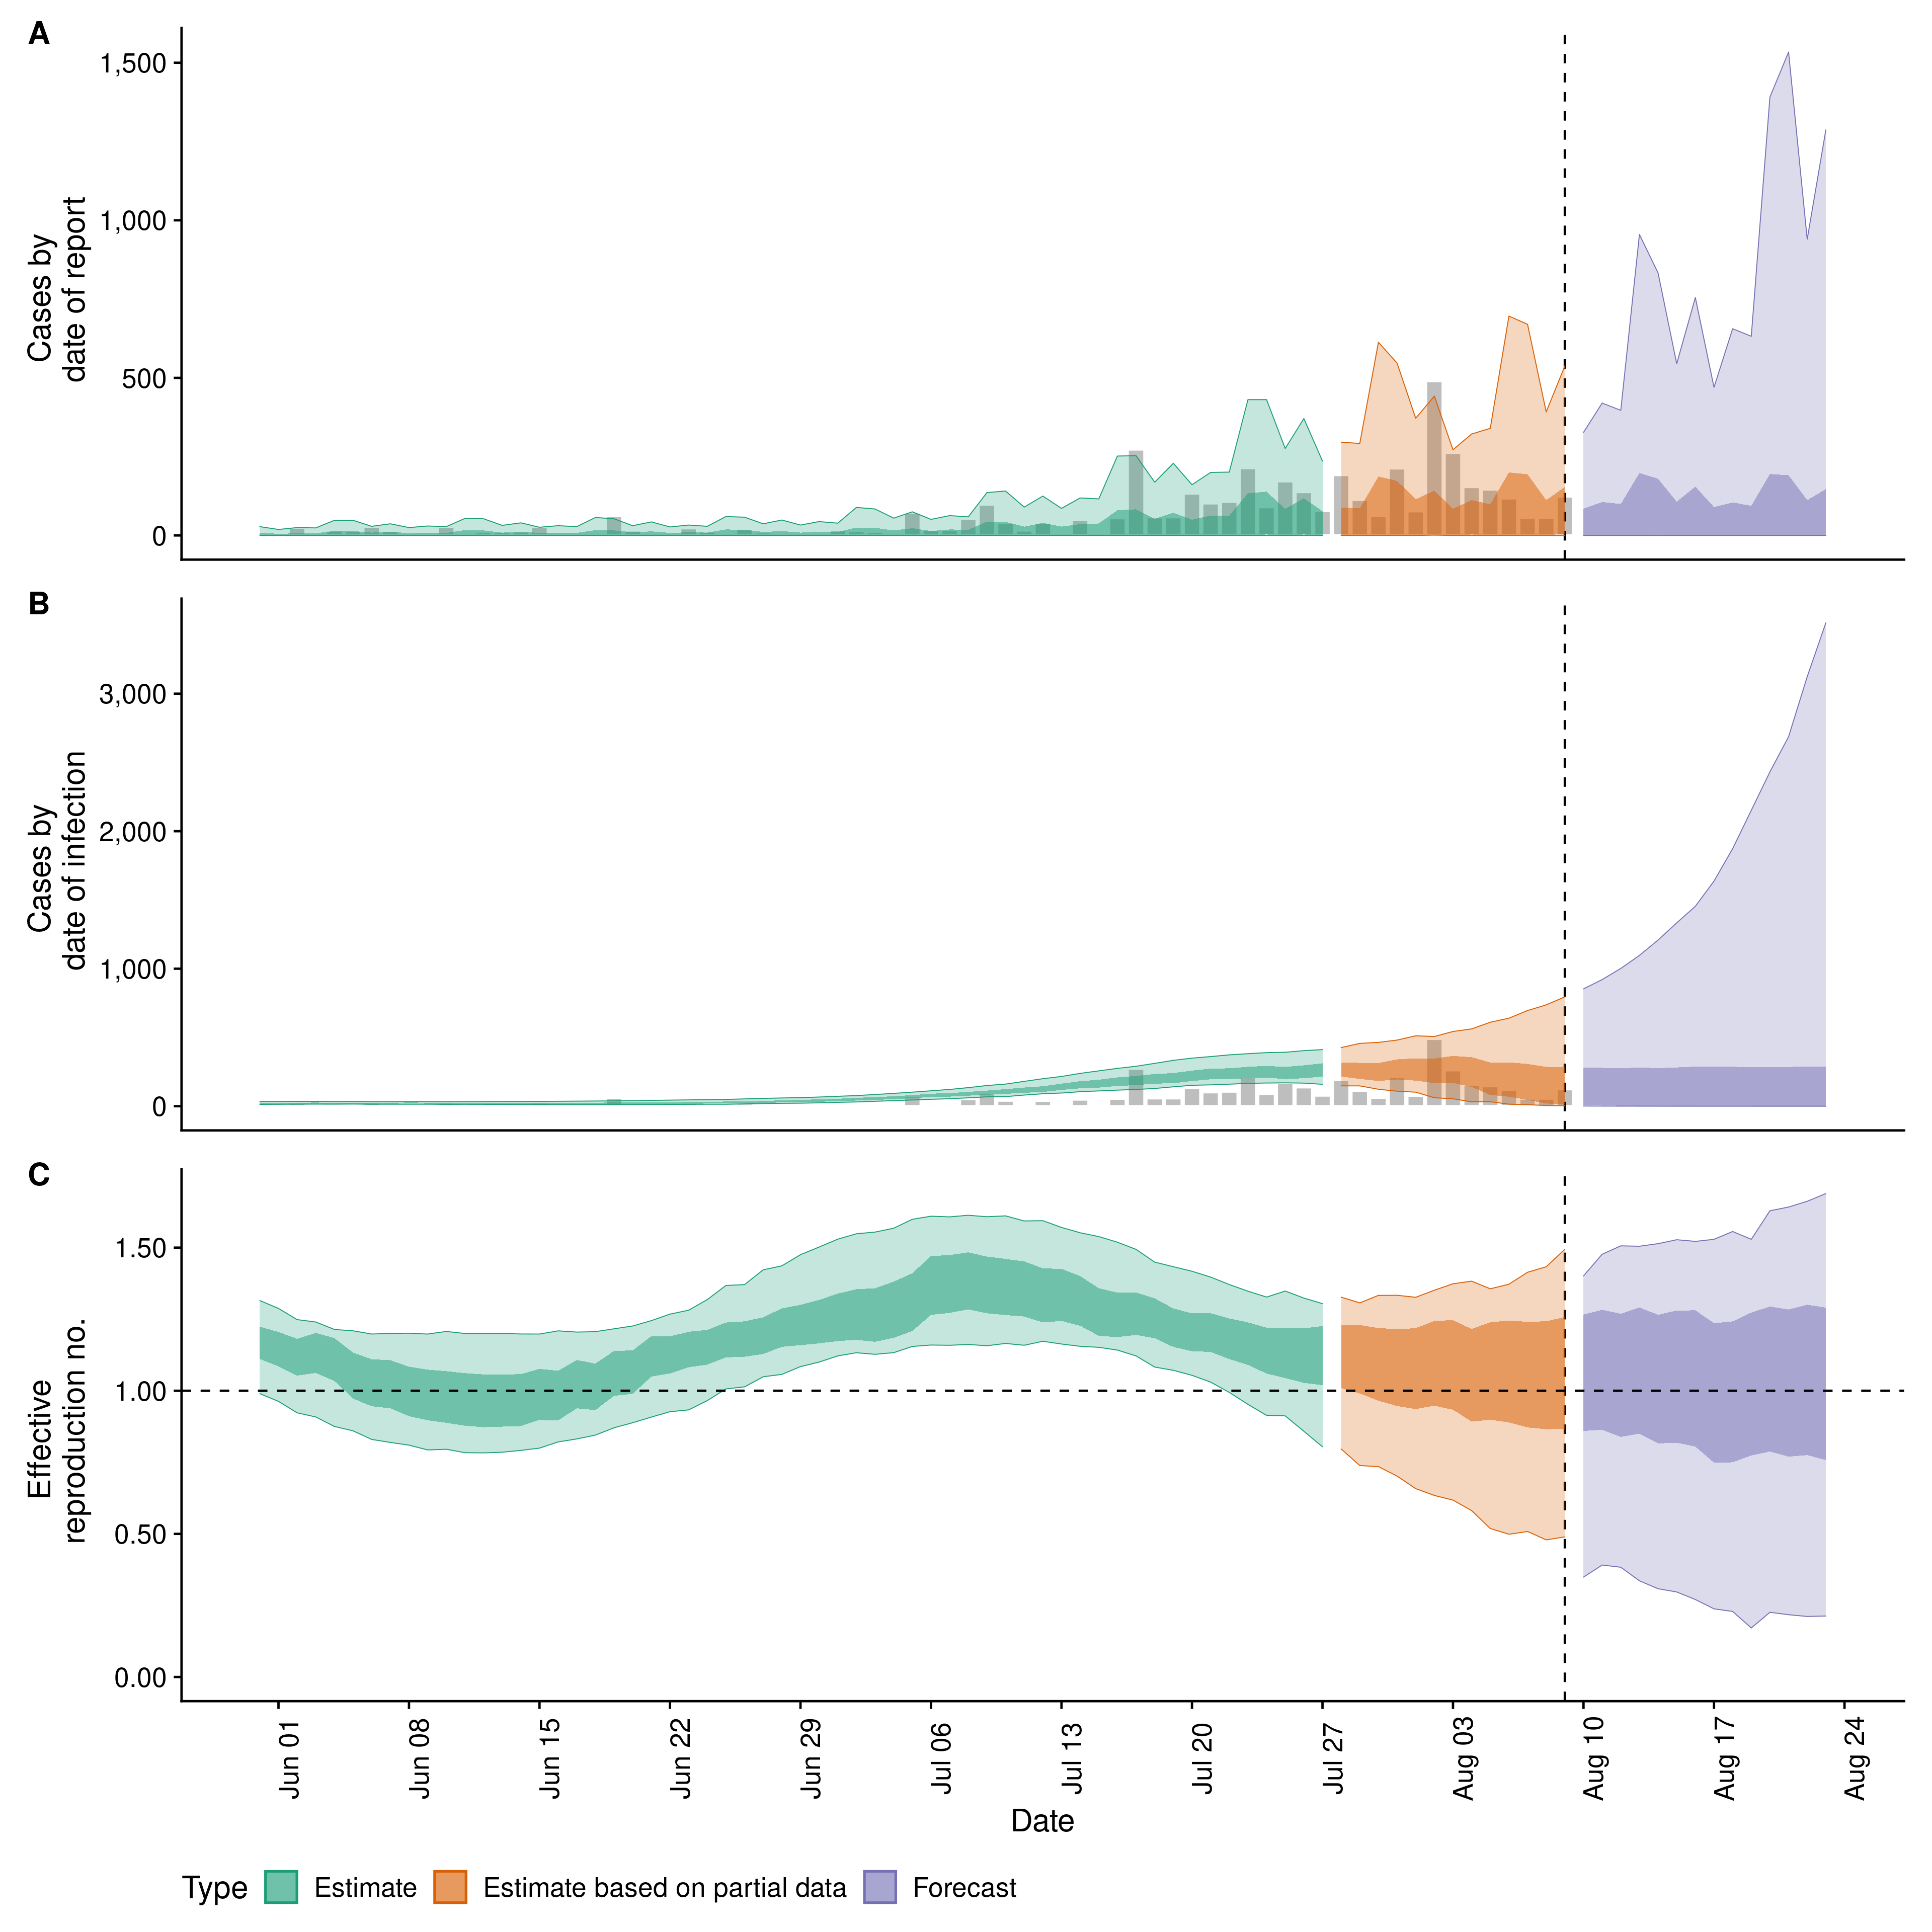 A
Cases by
date of report
1,500
1,000
500
0
B
Cases by
date of infection
3,000
2,000
1,000
0
C
Effective
reproduction no.
1.50
1.00
0.50
0.00
Jun 01
Jun 08
Jun 15
Jun 22
Jun 29
Jul 06
Jul 13
Jul 20
Jul 27
Aug 03
Aug 10
Aug 17
Aug 24
Date
Type Estimate Estimate based on partial data Forecast